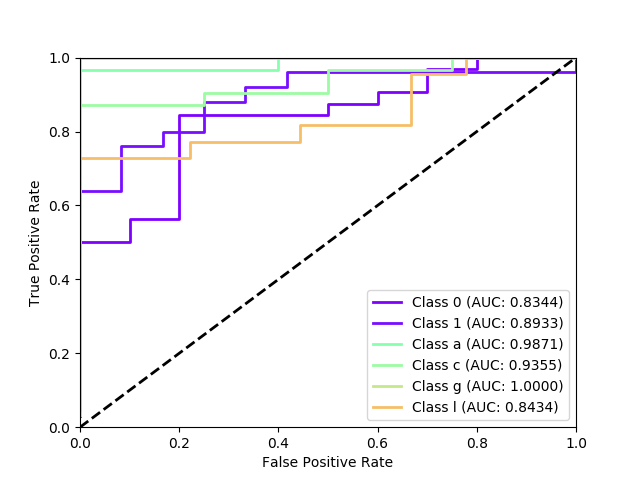 1.0
0.8
0.6
0.4
0.2
0.0
True Positive Rate
Class 0 (AUC: 0.8344)
Class 1 (AUC: 0.8933)
Class a (AUC: 0.9871)
Class c (AUC: 0.9355)
Class g (AUC: 1.0000)
Class l (AUC: 0.8434)
0.0 0.2 0.4 0.6 0.8 1.0
False Positive Rate